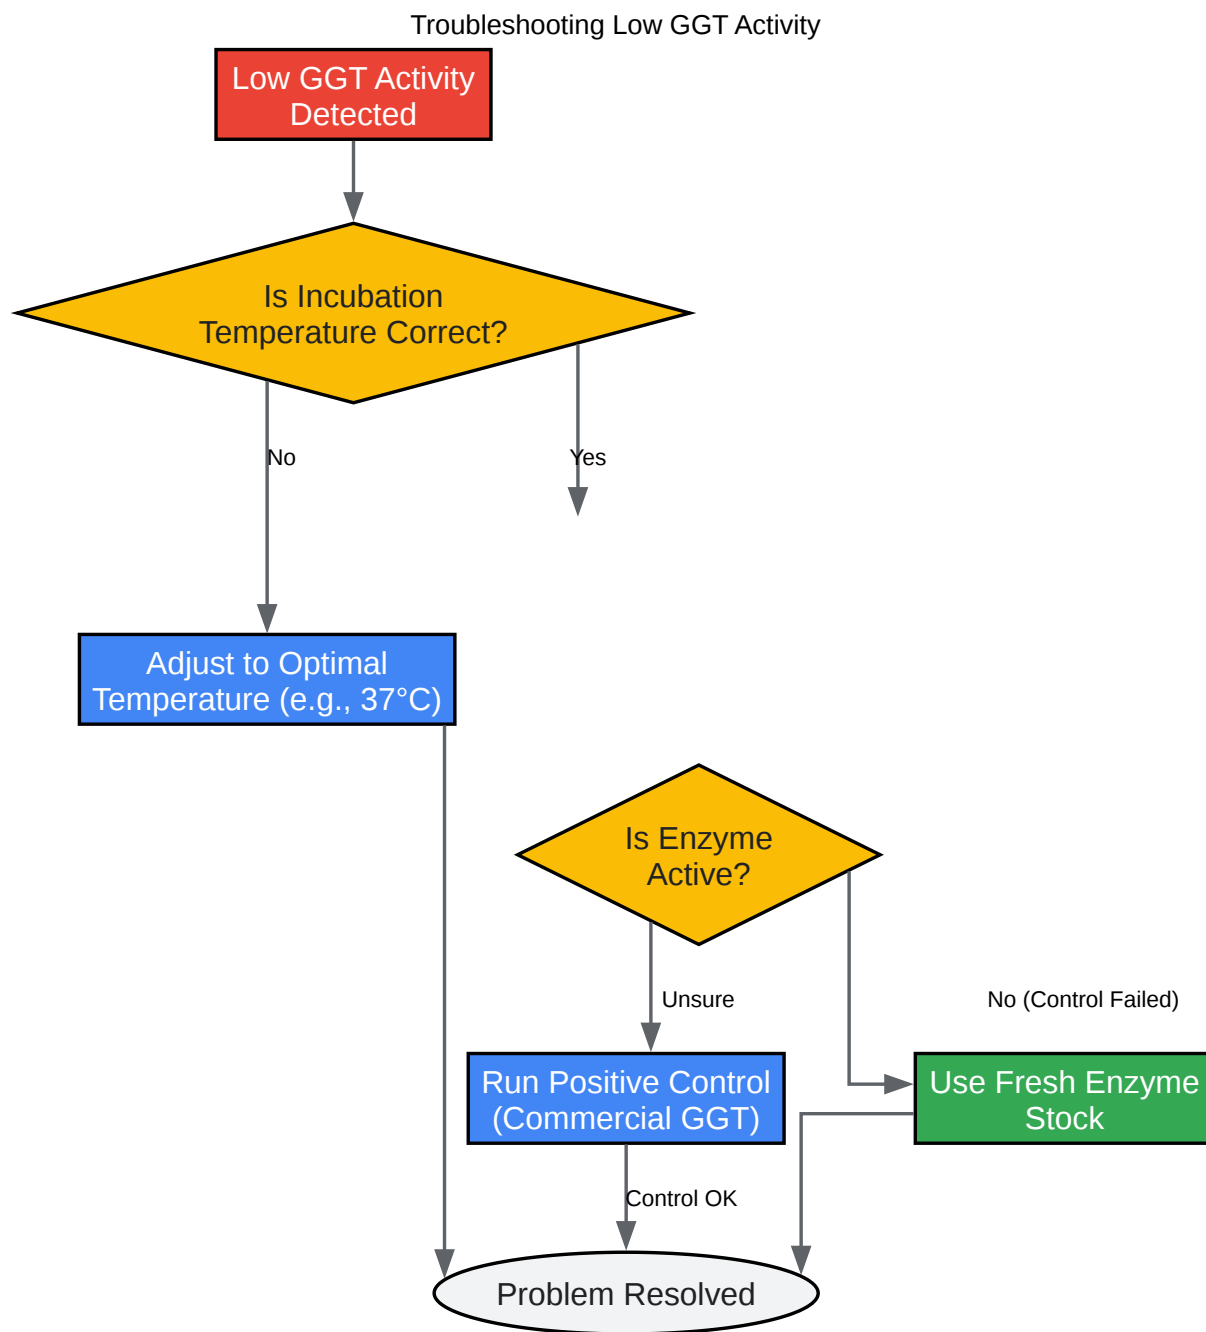 Troubleshooting Low GGT Activity
Low GGT Activity
Detected
Is Incubation
Temperature Correct?
No
Yes
Adjust to Optimal
Temperature (e.g., 37°C)
Is Enzyme
Active?
Unsure
No (Control Failed)
Run Positive Control
(Commercial GGT)
Use Fresh Enzyme
Stock
Control OK
Problem Resolved